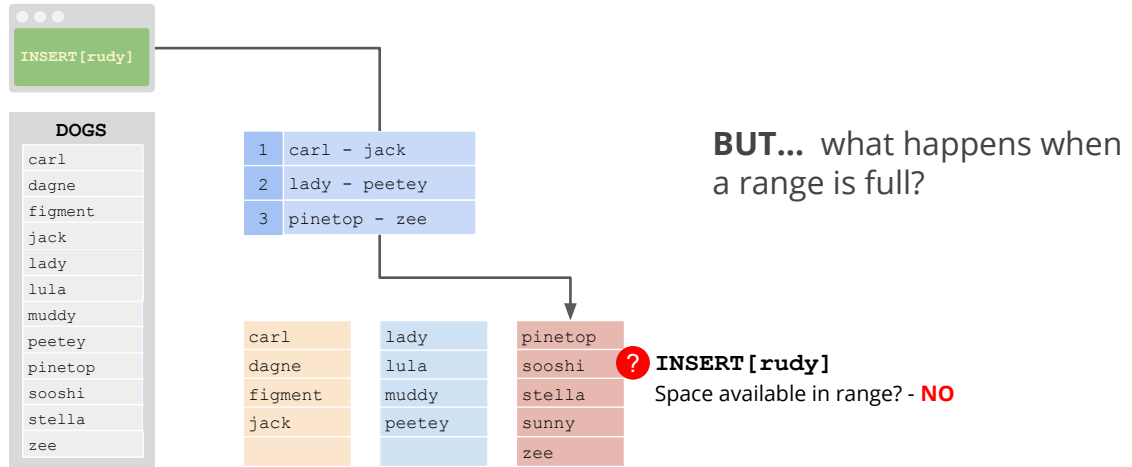 INSERT[rudy]
DOGS
carl
dagne
figment
jack
lady
lula
muddy
peetey
pinetop
sooshi
stella
zee
1 carl - jack
2 lady - peetey
3 pinetop - zee
BUT... what happens when
a range is full?
carl
dagne
figment
jack
lady
lula
muddy
peetey
pinetop
sooshi
stella
sunny
zee
? INSERT[rudy]
Space available in range? - NO